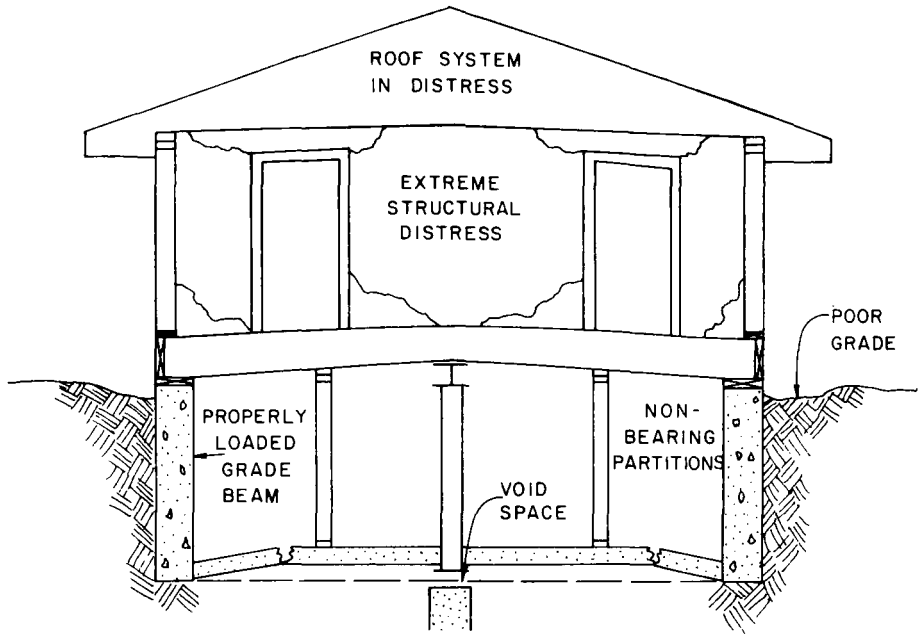 ROOF SYSTEM
IN DISTRESS
EXTREME
STRUCTURAL
DISTRESS
POOR
GRADE
PROPERLY
LOADED
GRADE
BEAM
NON-
BEARING
PARTITIONS
VOID
SPACE